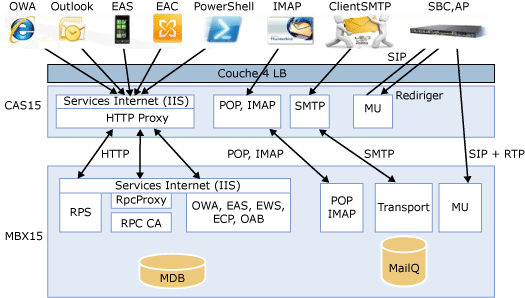 OWA Outlook EAS EAC PowerShell IMAP ClientSMTP SBC,AP
SIP
Couche 4 LB
CAS15
Services Internet (IIS)
HTTP Proxy
POP, IMAP
SMTP
MU
Rediriger
HTTP
POP, IMAP
SMTP
SIP + RTP
MBX15
Services Internet (IIS)
RPS
RpcProxy
RPC CA
OWA, EAS, EWS,
ECP, OAB
POP
IMAP
Transport
MU
MDB
MailQ